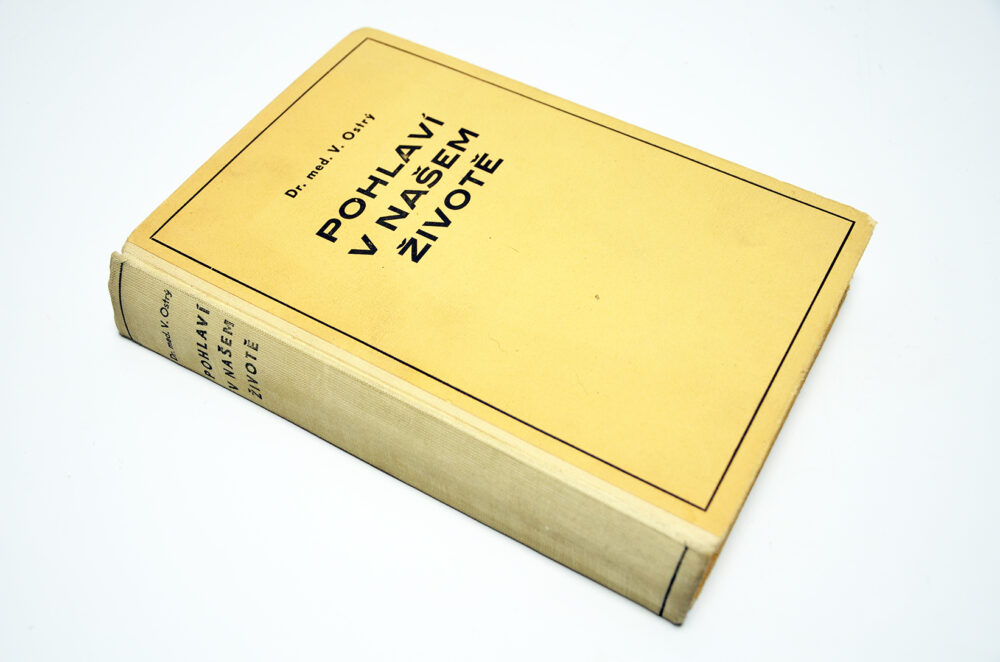 Dr. med. V. Ostrý
POHLAVÍ
V NAŠEM
ŽIVOTĚ
Dr. med. V. Ostrý
POHLAVÍ
V NAŠEM
ŽIVOTĚ